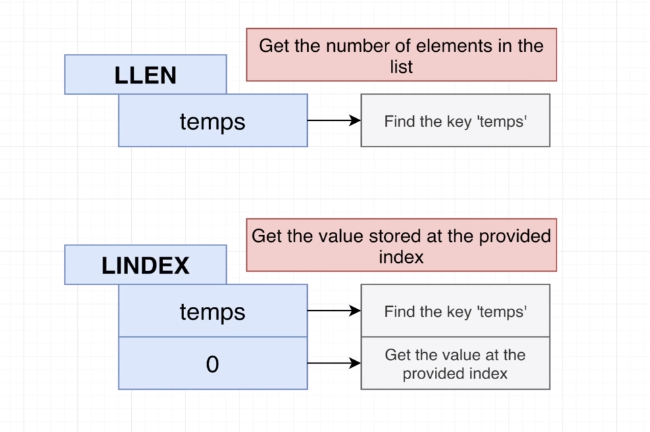 Get the number of elements in the
list
LLEN
temps
Find the key 'temps'
Get the value stored at the provided
index
LINDEX
temps
Find the key 'temps'
0
Get the value at the
provided index